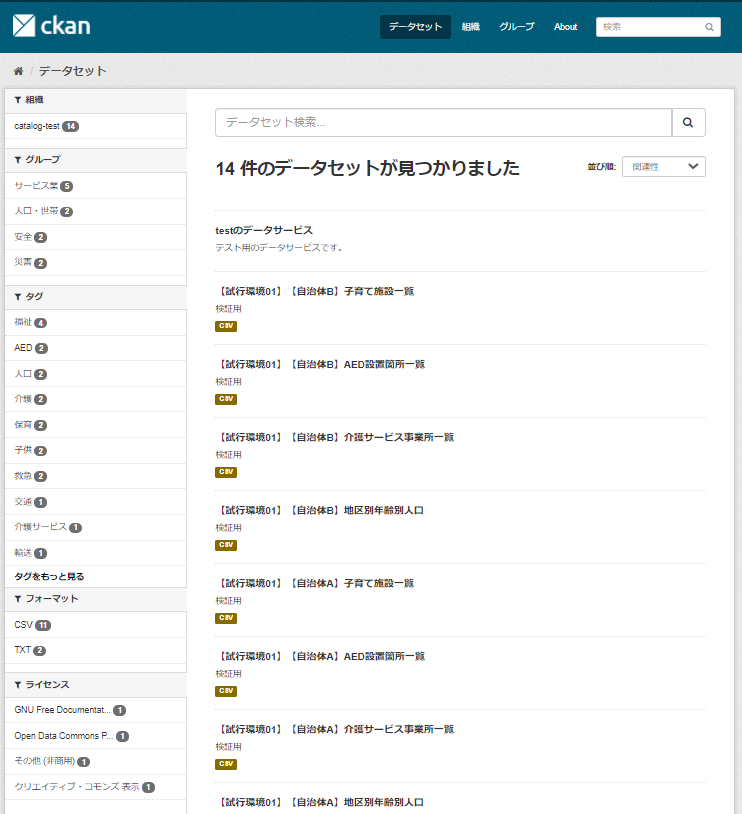 ckan
データセット 組織 グループ About 検索
/ データセット
組織
catalog-test 14
グループ
サービス業 5
人口・世帯 2
安全 2
災害 2
タグ
福祉 4
AED 2
人口 2
介護 2
保育 2
子供 2
救急 2
交通 1
介護サービス 1
輸送 1
タグをもっと見る
フォーマット
CSV 11
TXT 2
ライセンス
GNU Free Documentat... 1
Open Data Commons P... 1
その他 (非商用) 1
クリエイティブ・コモンズ 表示 1
データセット検索...
14 件のデータセットが見つかりました
並び順: 関連性
testのデータサービス
テスト用のデータサービスです。
【試行環境01】【自治体B】子育て施設一覧
検証用
CSV
【試行環境01】【自治体B】AED設置箇所一覧
検証用
CSV
【試行環境01】【自治体B】介護サービス事業所一覧
検証用
CSV
【試行環境01】【自治体B】地区別年齢別人口
検証用
CSV
【試行環境01】【自治体A】子育て施設一覧
検証用
CSV
【試行環境01】【自治体A】AED設置箇所一覧
検証用
CSV
【試行環境01】【自治体A】介護サービス事業所一覧
検証用
CSV
【試行環境01】【自治体A】地区別年齢別人口